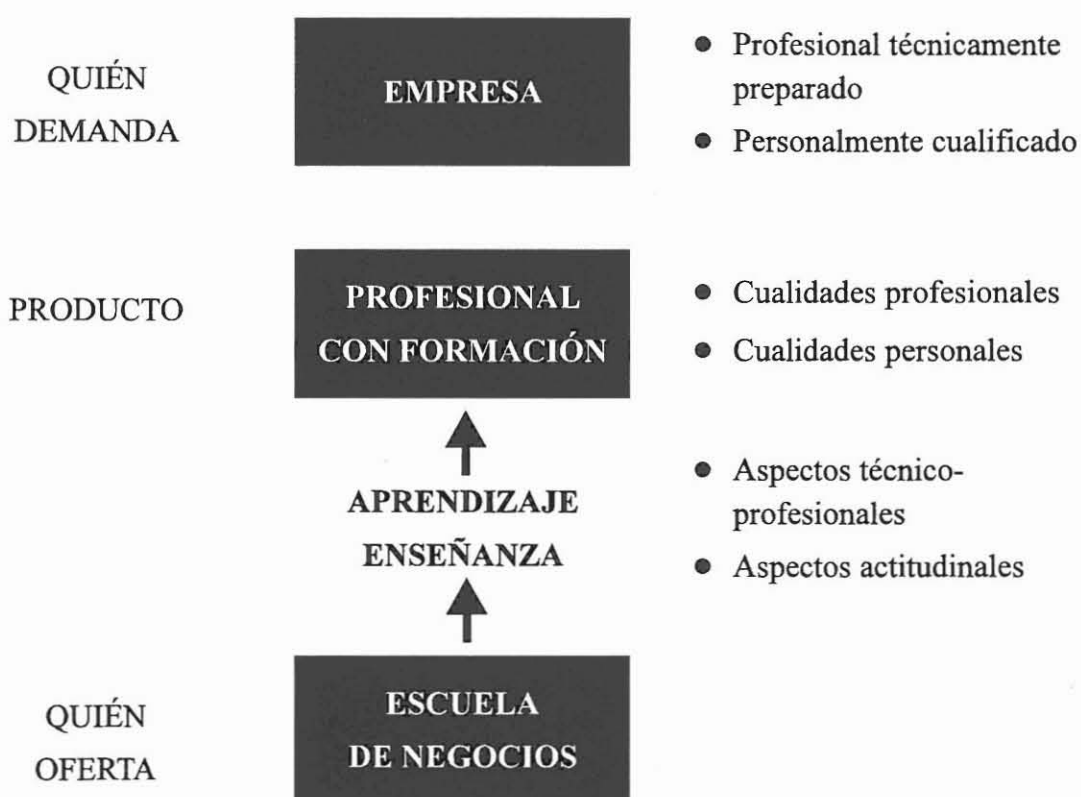 QUIÉN
DEMANDA
EMPRESA
● Profesional técnicamente
preparado
● Personalmente cualificado
PRODUCTO
PROFESIONAL
CON FORMACIÓN
● Cualidades profesionales
● Cualidades personales
APRENDIZAJE
ENSEÑANZA
● Aspectos técnico-
profesionales
● Aspectos actitudinales
QUIÉN
OFERTA
ESCUELA
DE NEGOCIOS